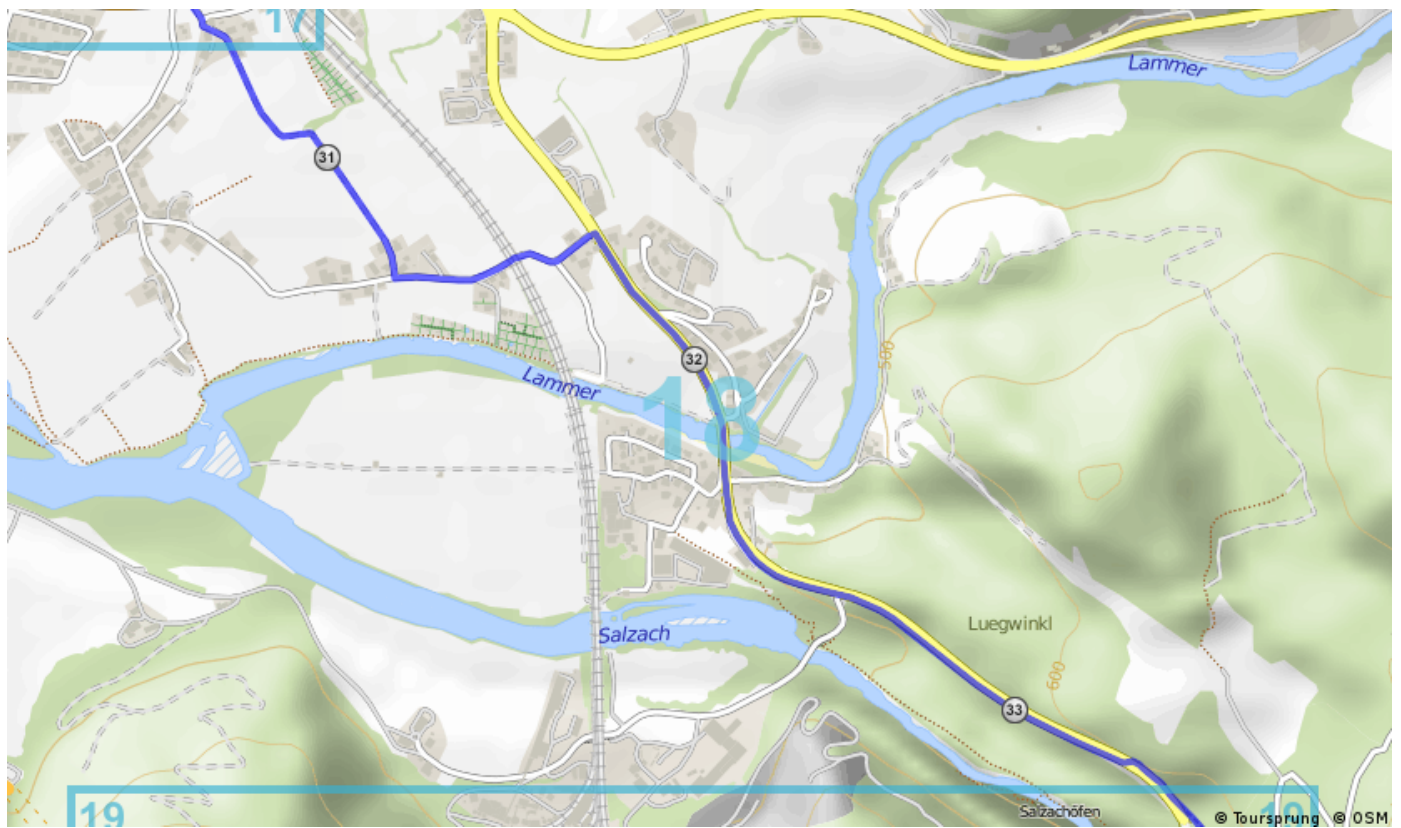 17
Lammer
31
500
32
Lammer
18
Salzach
Luegwinkl
600
33
19
Salzachöfen
19
© Toursprung © OSM